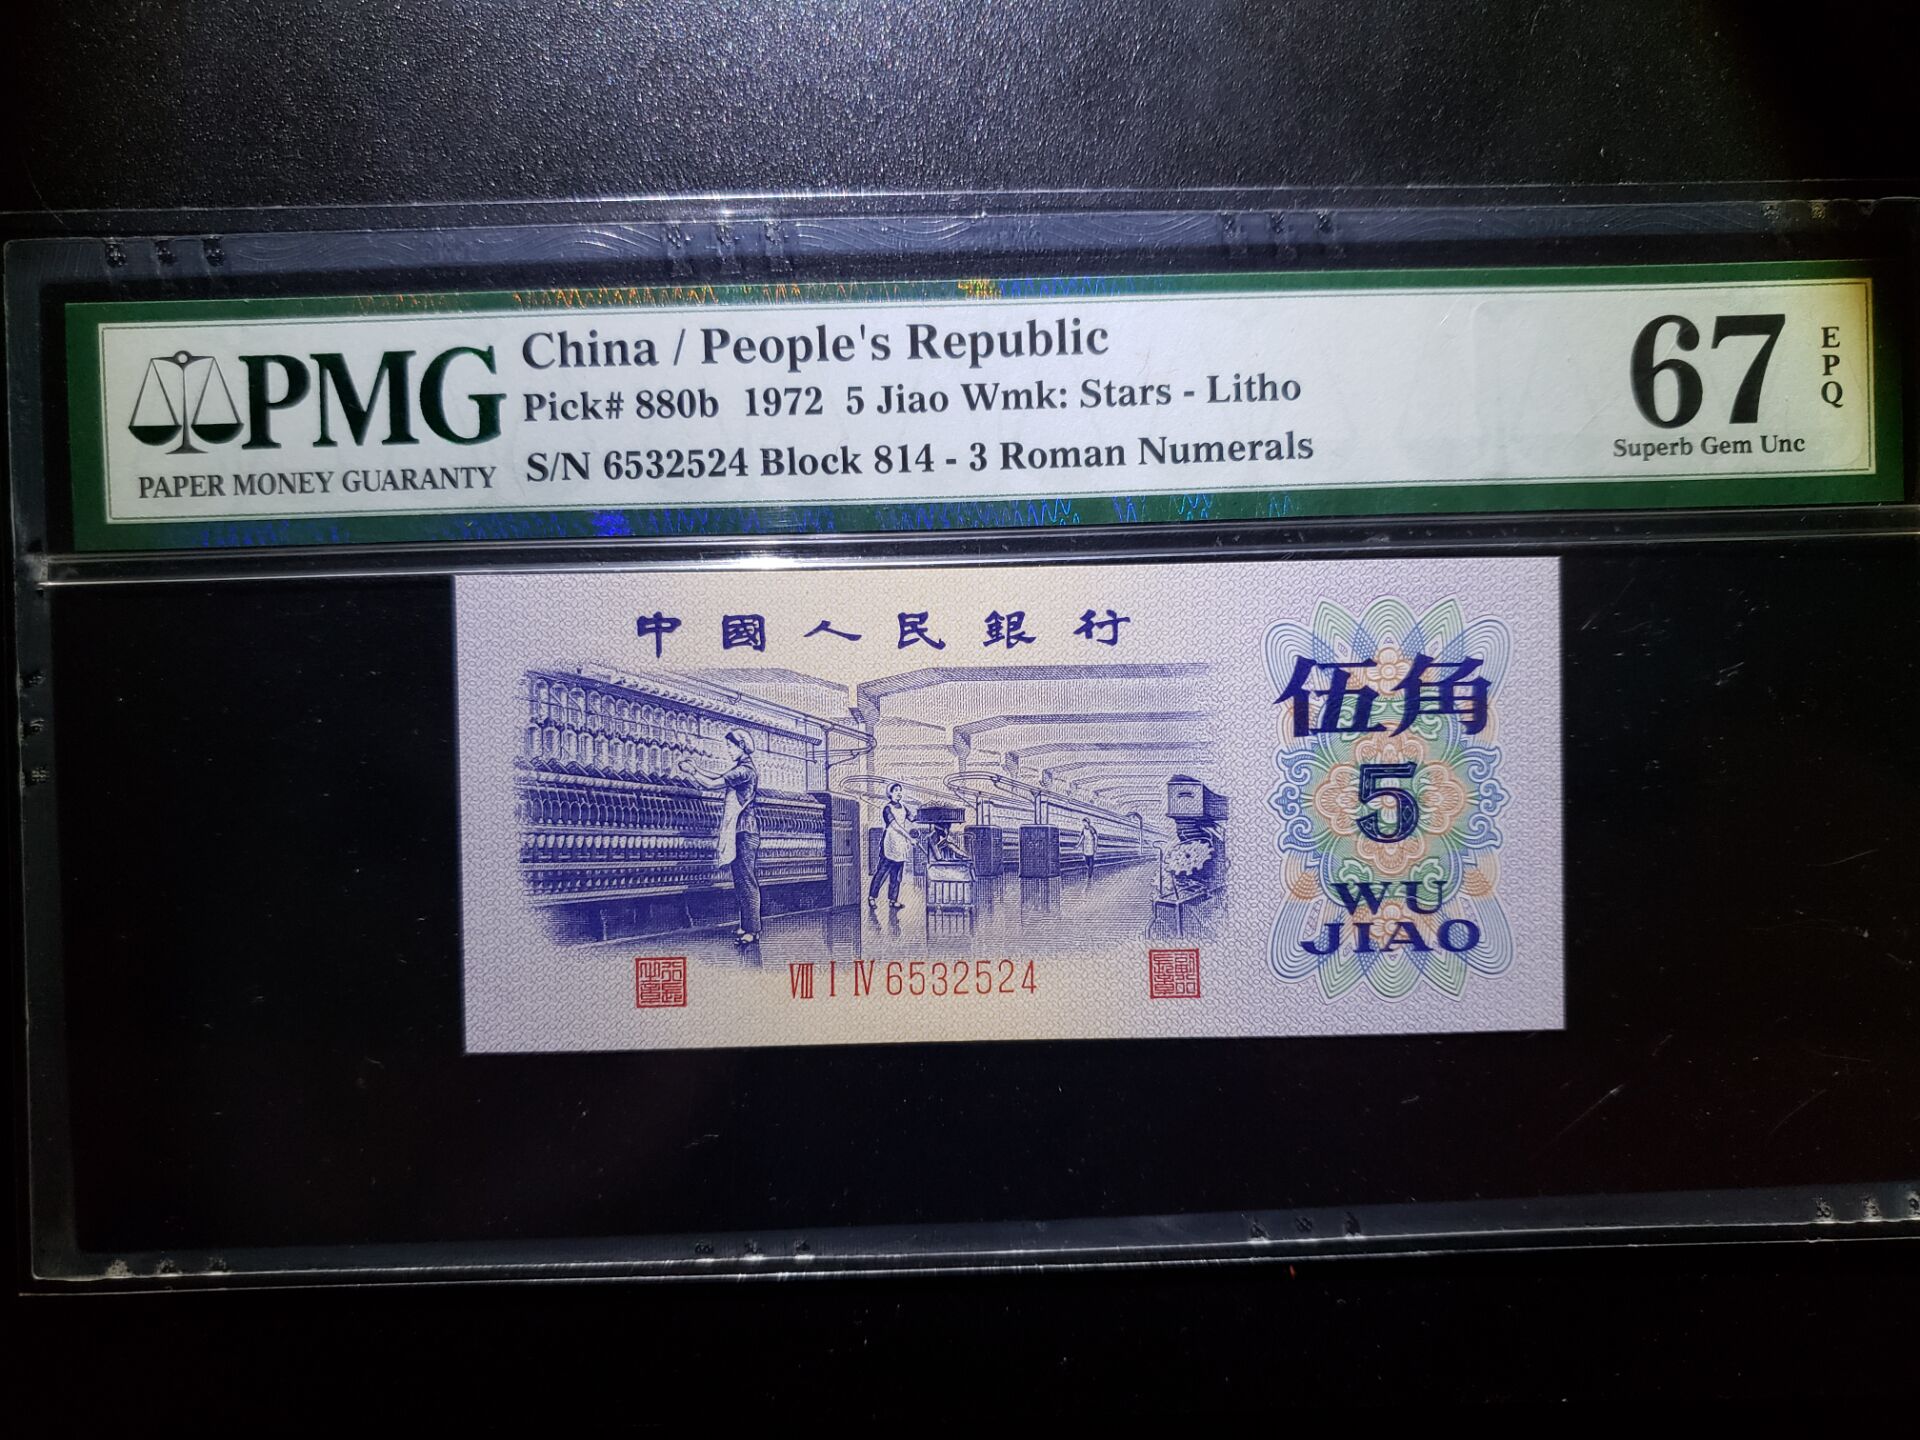 PMG
PAPER MONEY GUARANTY
China / People's Republic
Pick# 880b 1972 5 Jiao Wmk: Stars - Litho
S/N 6532524 Block 814 - 3 Roman Numerals
67
EPQ
Superb Gem Unc
中國人民銀行
伍角
5
WU
JIAO
VIII I IV 6532524